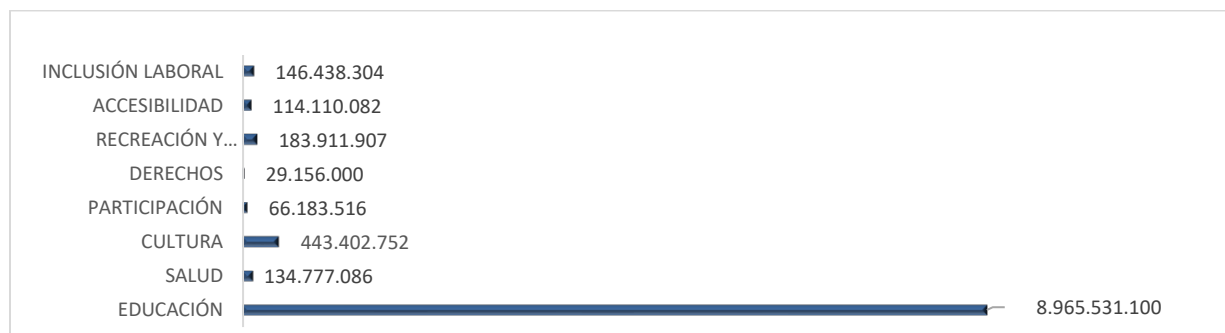 INCLUSIÓN LABORAL 146.438.304
ACCESIBILIDAD 114.110.082
RECREACIÓN Y... 183.911.907
DERECHOS 29.156.000
PARTICIPACIÓN 66.183.516
CULTURA 443.402.752
SALUD 134.777.086
EDUCACIÓN 8.965.531.100